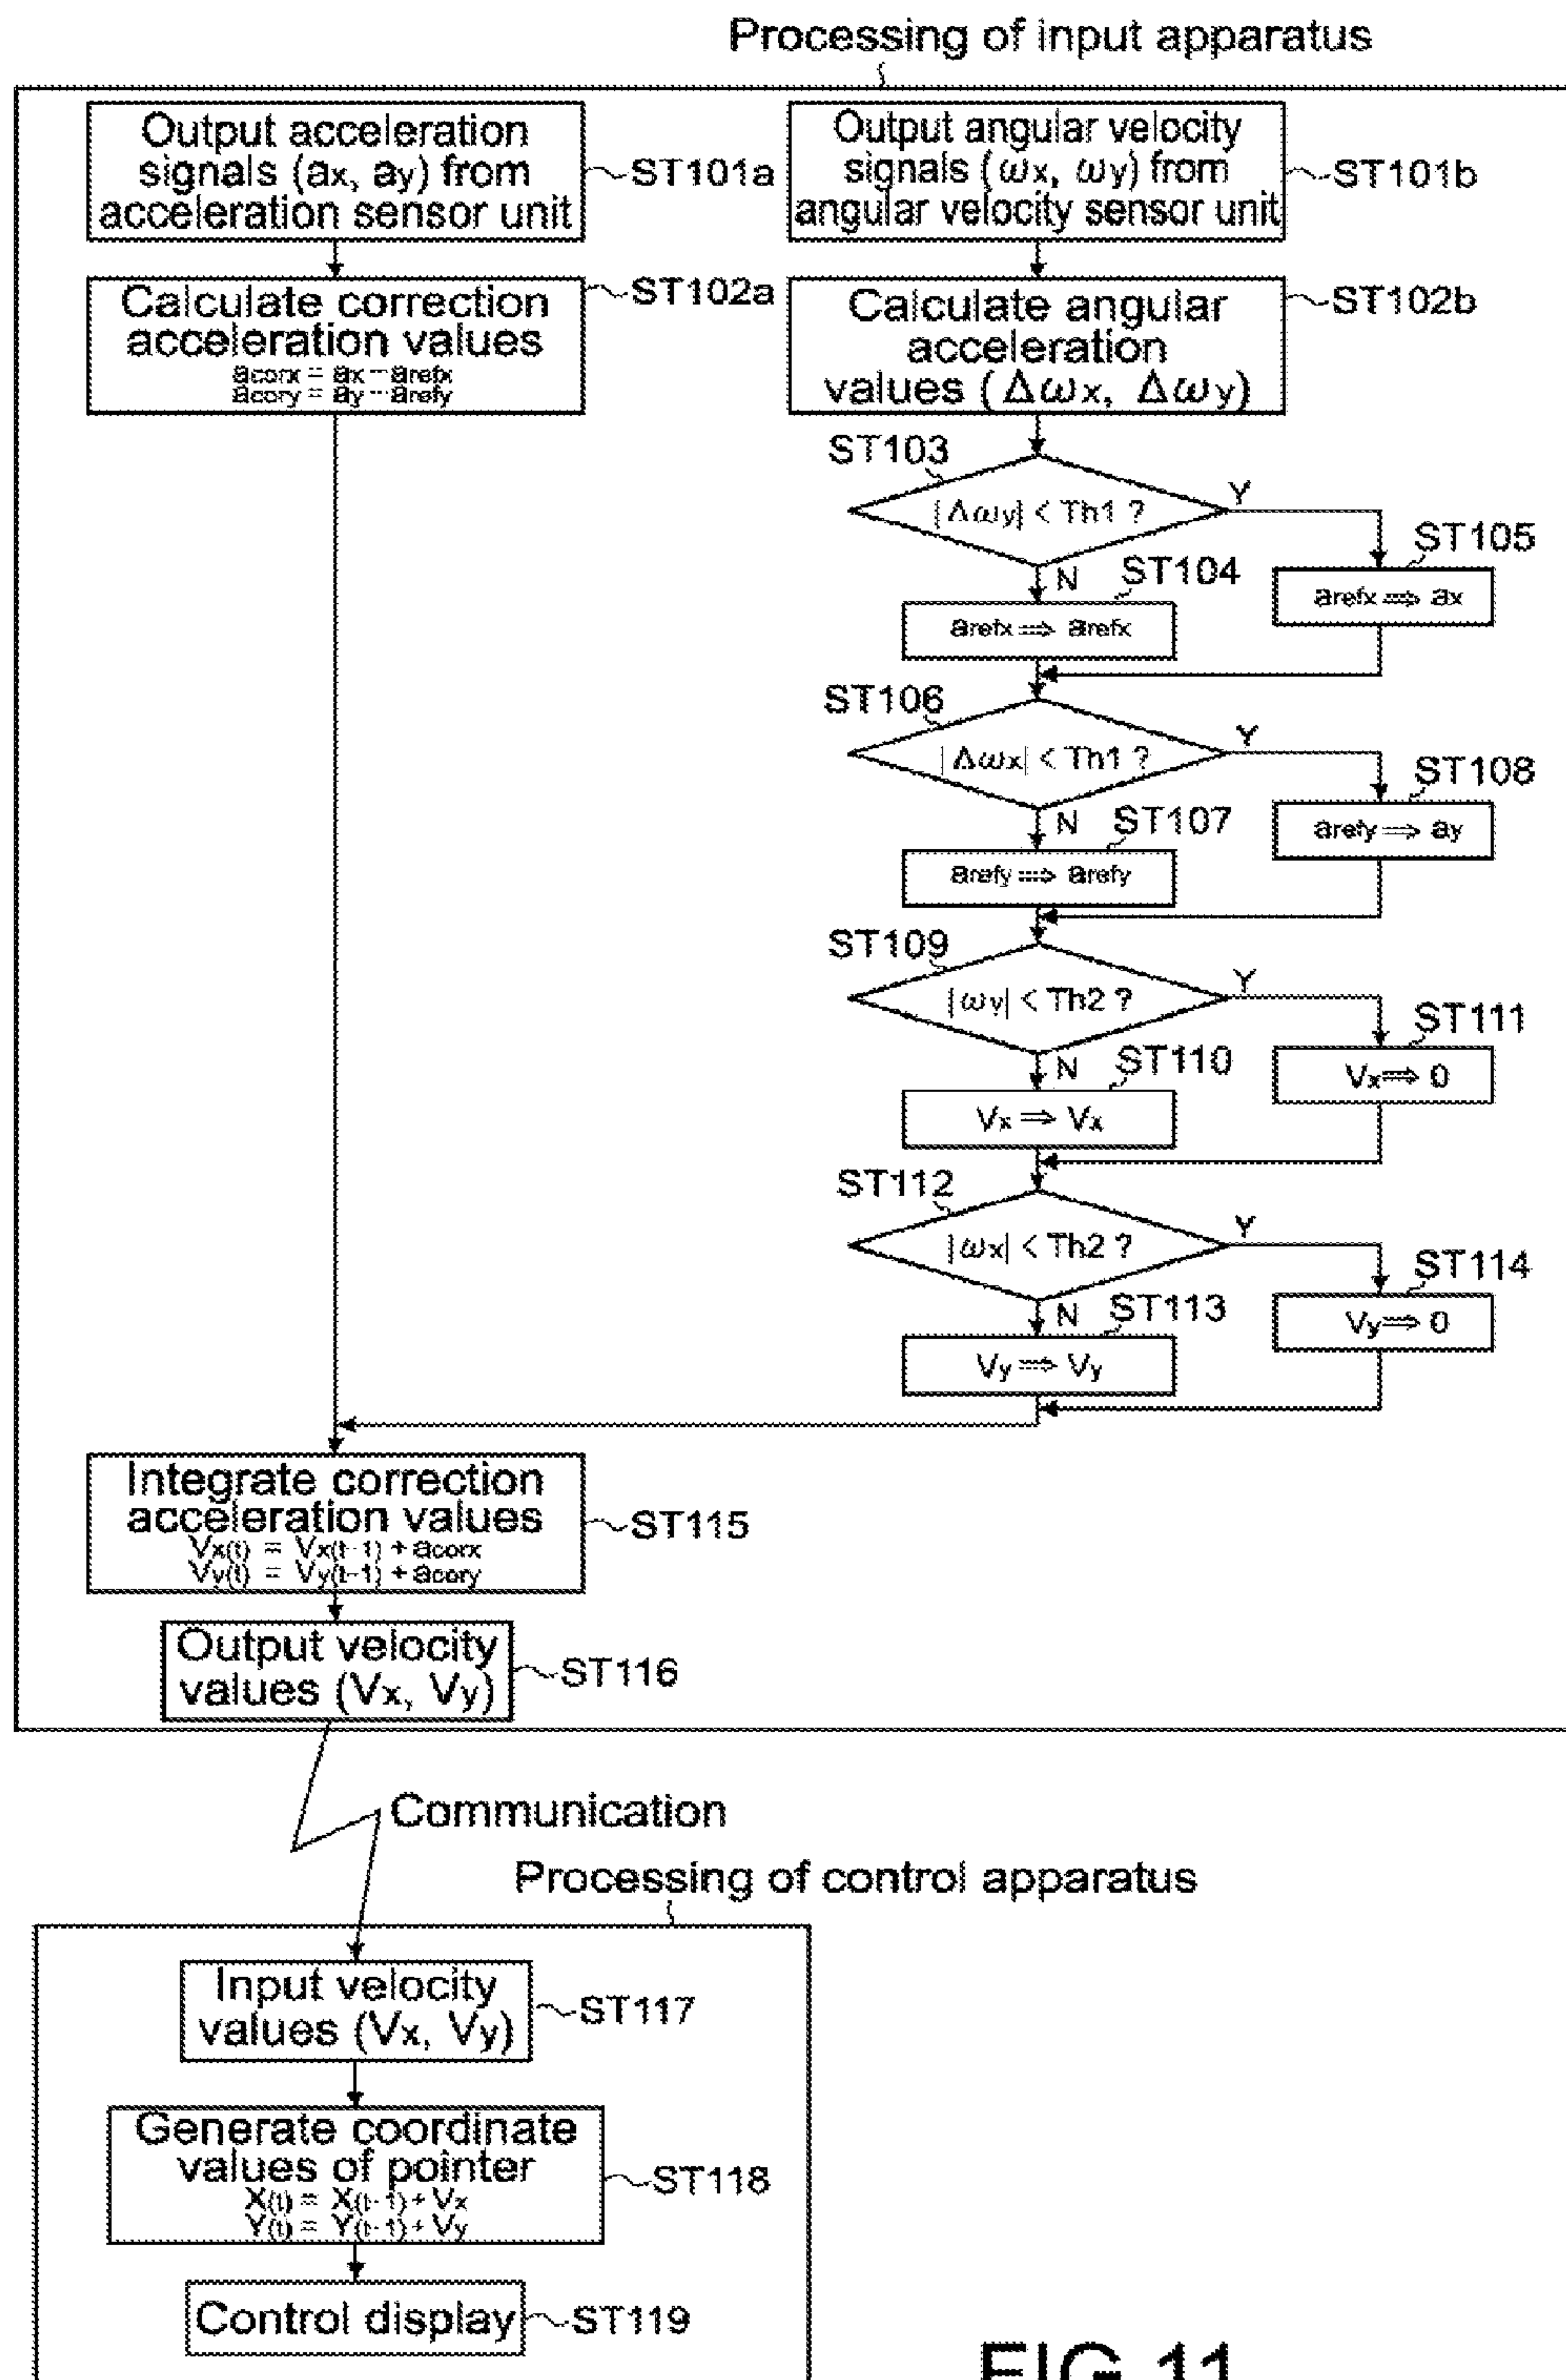 Processing of input apparatus
Output acceleration
signals (ax, ay) from
acceleration sensor unit
ST101a
Output angular velocity
signals (ωx, ωy) from
angular velocity sensor unit
ST101b
Calculate correction
acceleration values
acorx = ax - arefx
acory = ay - arefy
ST102a
Calculate angular
acceleration
values (Δωx, Δωy)
ST102b
ST103
|Δωy| < Th1 ?
Y
N
ST104
arefx ⇒ arefx
ST105
arefx ⇒ ax
ST106
|Δωx| < Th1 ?
Y
N
ST107
arefy ⇒ arefy
ST108
arefy ⇒ ay
ST109
|ωy| < Th2 ?
Y
N
ST110
Vx ⇒ Vx
ST111
Vx ⇒ 0
ST112
|ωx| < Th2 ?
Y
N
ST113
Vy ⇒ Vy
ST114
Vy ⇒ 0
Integrate correction
acceleration values
Vx(t) = Vx(t-1) + acorx
Vy(t) = Vy(t-1) + acory
ST115
Output velocity
values (Vx, Vy)
ST116
Communication
Processing of control apparatus
Input velocity
values (Vx, Vy)
ST117
Generate coordinate
values of pointer
X(t) = X(t-1) + Vx
Y(t) = Y(t-1) + Vy
ST118
Control display
ST119
FIG.11